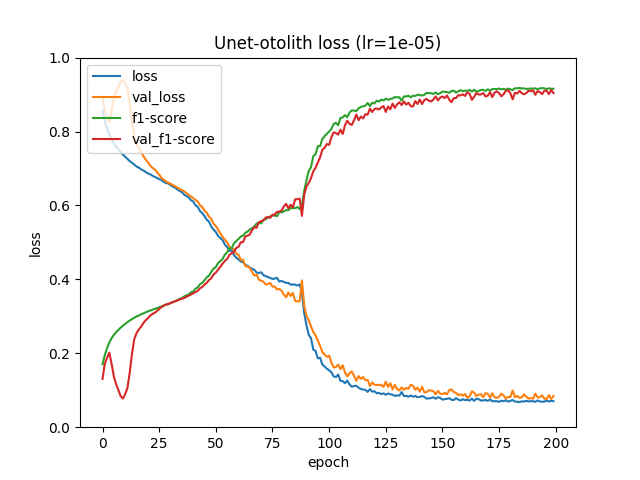 Unet-otolith loss (lr=1e-05)
loss
val_loss
f1-score
val_f1-score
1.0
0.8
0.6
0.4
0.2
0.0
loss
0 25 50 75 100 125 150 175 200
epoch